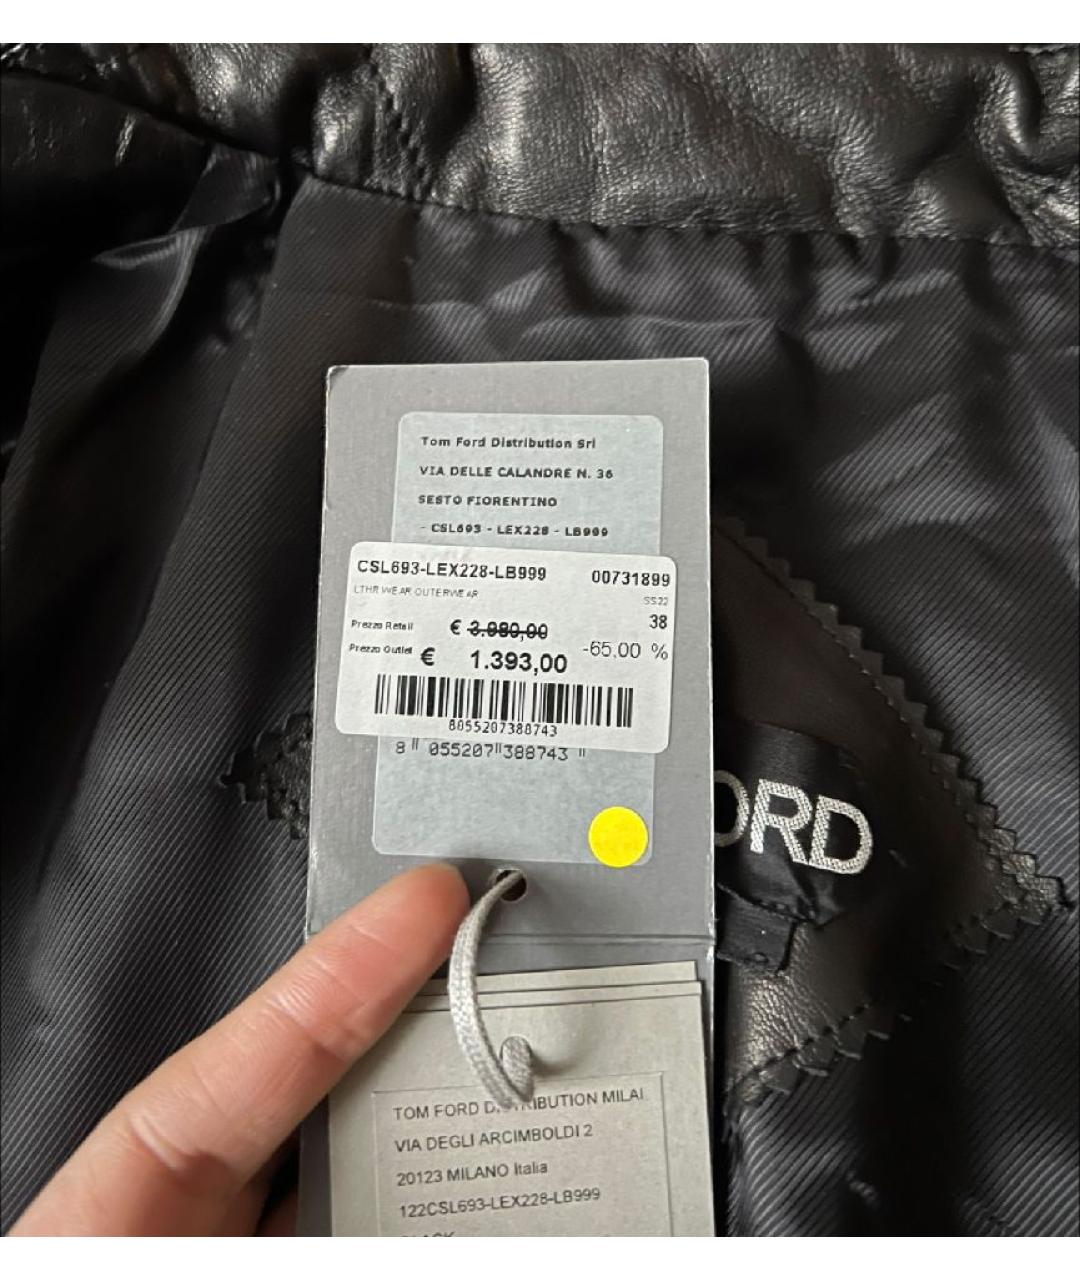 Tom Ford Distribution Srl
VIA DELLE CALANDRE N. 36
SESTO FIORENTINO
- CSL693 - LEX228 - LB999
CSL693-LEX228-LB999 00731899
LTHR WEAR OUTERWEAR SS22
38
Prezzo Retail € 3.980,00
Prezzo Outlet € 1.393,00 -65.00 %
8055207388743
8 055207 388743
ORD
TOM FORD DISTRIBUTION MILAI
VIA DEGLI ARCIMBOLDI 2
20123 MILANO Italia
122CSL693-LEX228-LB999